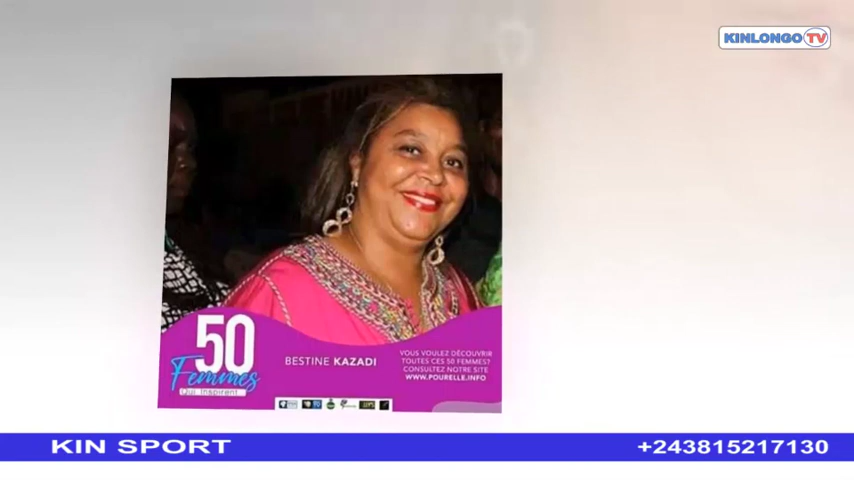 KINLONGO TV
50
Femmes
Qui Inspirent
BESTINE KAZADI
VOUS VOULEZ DÉCOUVRIR
TOUTES CES 50 FEMMES?
CONSULTEZ NOTRE SITE
WWW.POURELLE.INFO
KIN SPORT
+243815217130